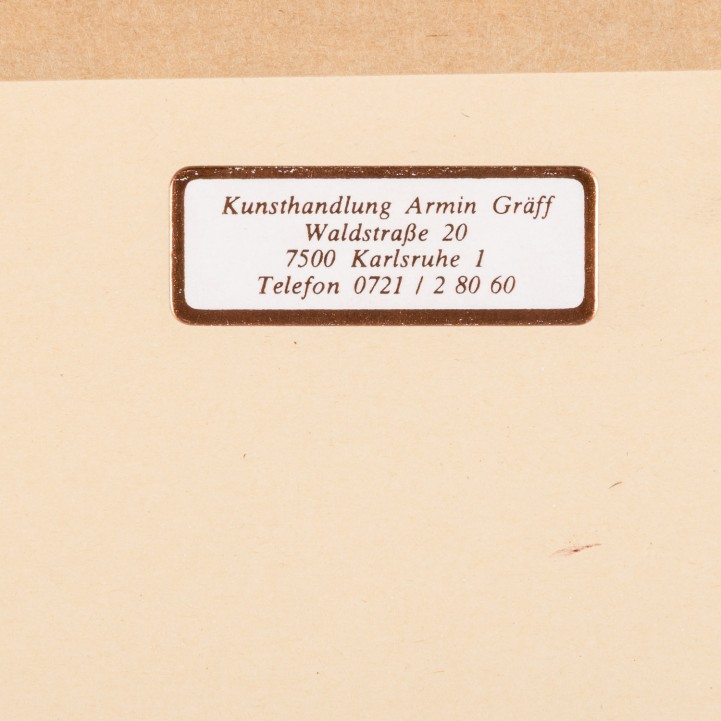 Kunsthandlung Armin Gräff
Waldstraße 20
7500 Karlsruhe 1
Telefon 0721 / 2 80 60